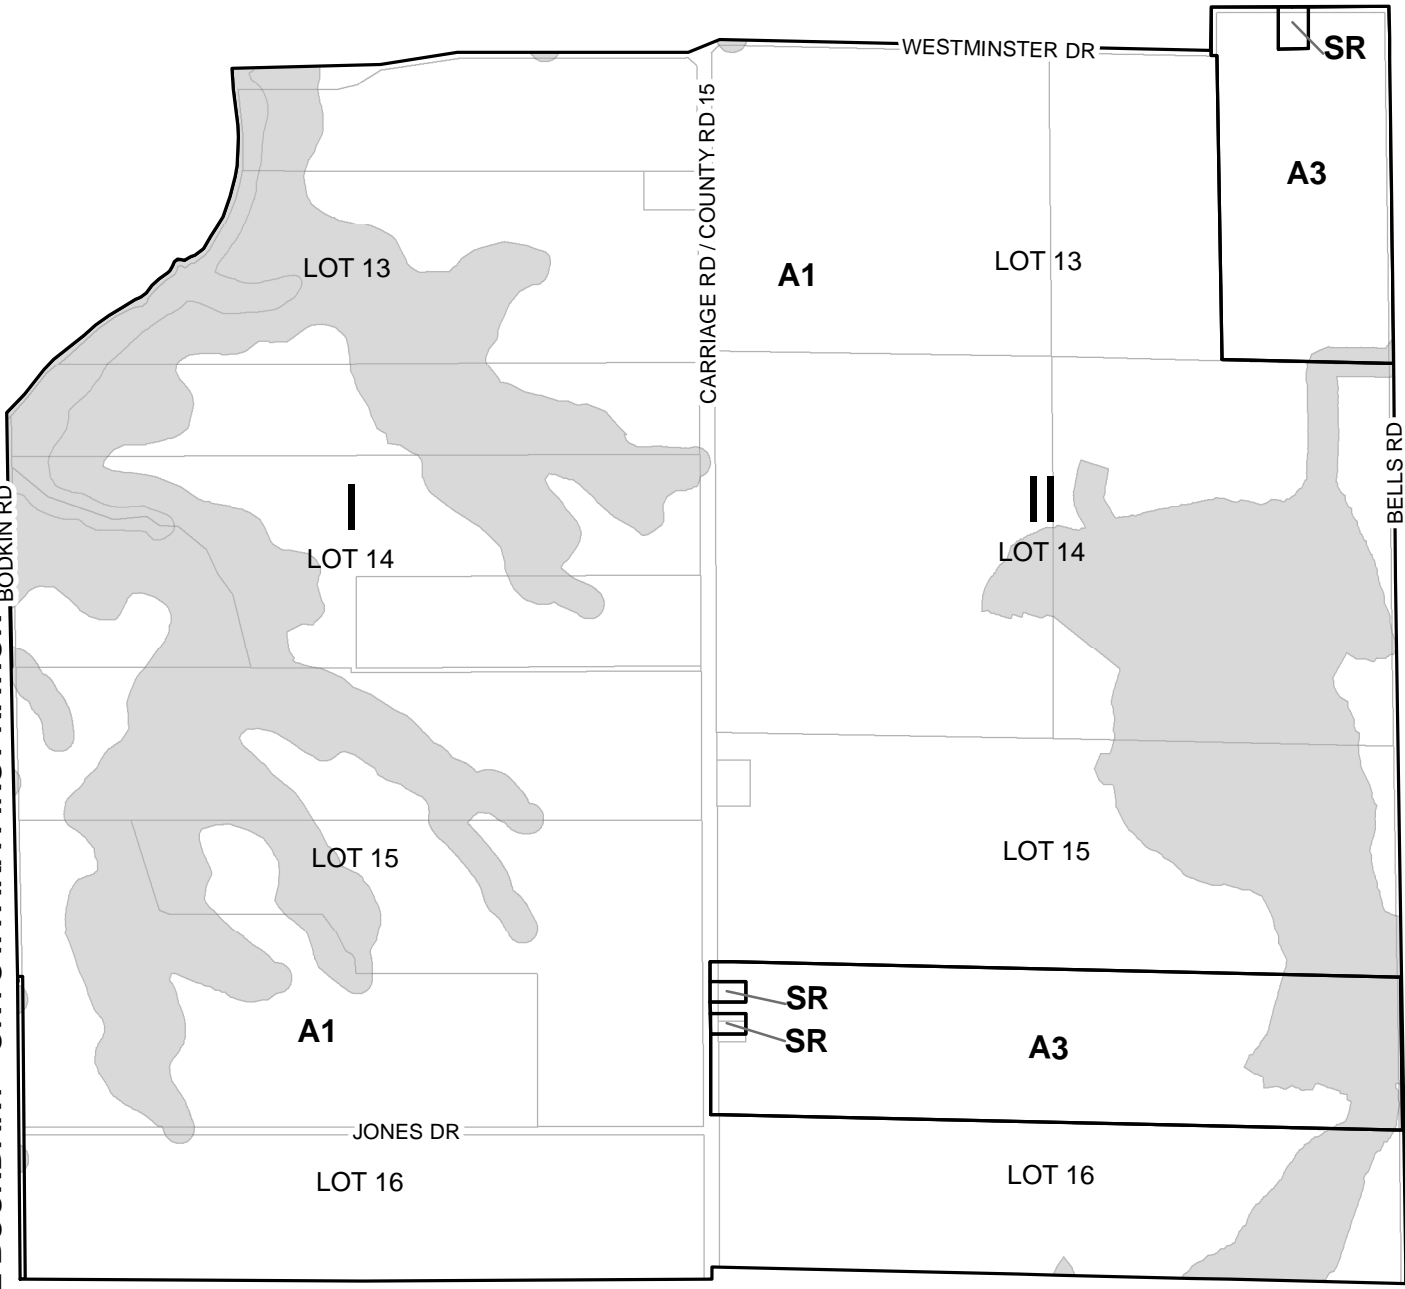 WESTMINSTER DR
SR
A3
CARRIAGE RD / COUNTY RD 15
LOT 13
A1
LOT 13
BELLS RD
BODKIN RD
I
II
LOT 14
LOT 14
LOT 15
LOT 15
SR
SR
A1
A3
JONES DR
LOT 16
LOT 16